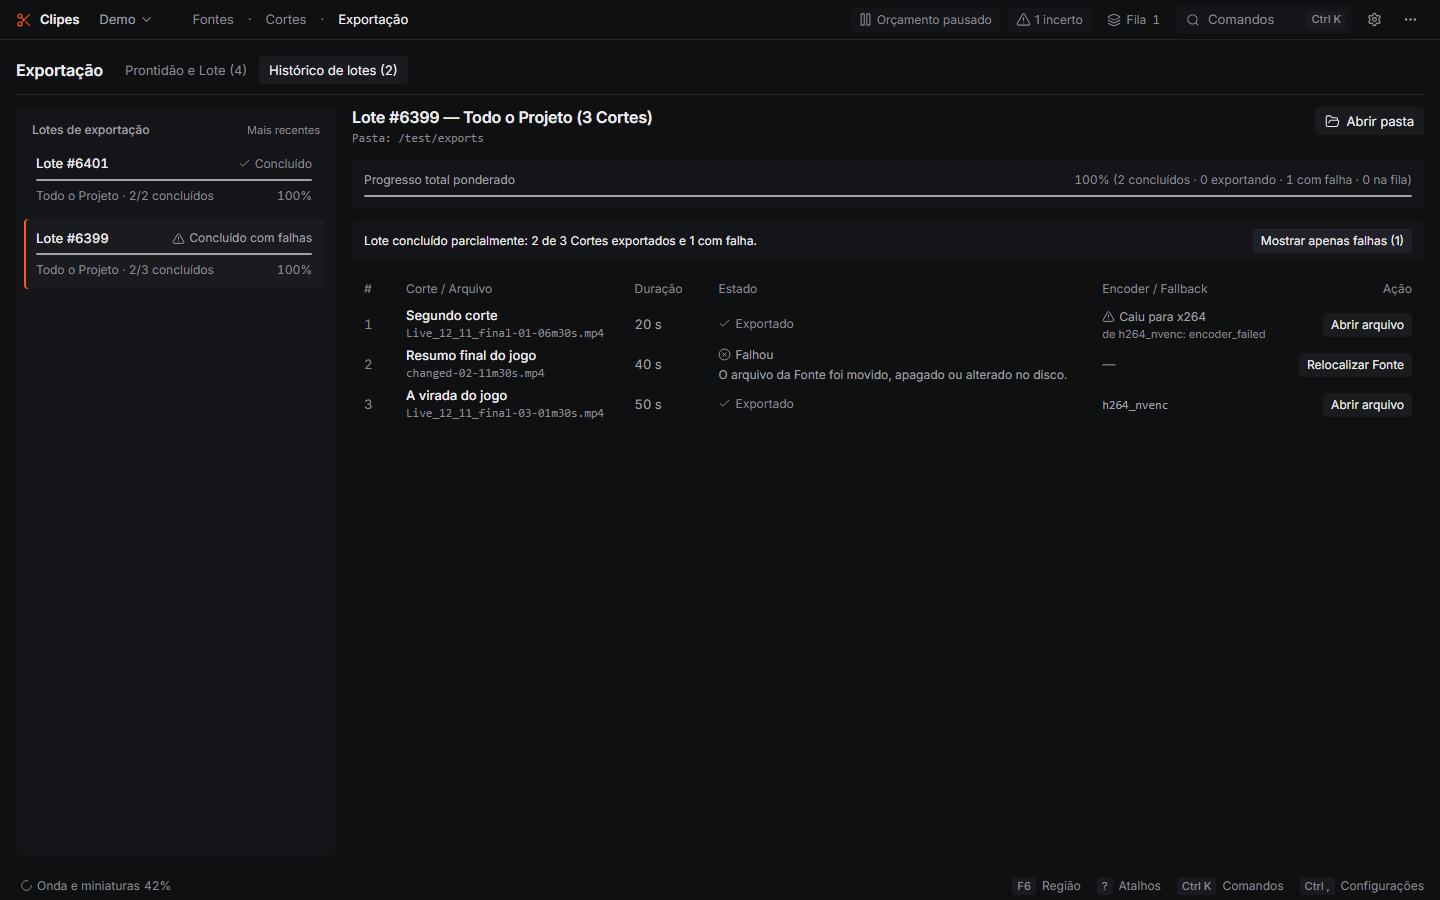 Clipes Demo Fontes · Cortes · Exportação Orçamento pausado 1 incerto Fila 1 Comandos Ctrl K
Exportação Prontidão e Lote (4) Histórico de lotes (2)
Lotes de exportação Mais recentes
Lote #6401 Concluído
Todo o Projeto · 2/2 concluídos 100%
Lote #6399 Concluído com falhas
Todo o Projeto · 2/3 concluídos 100%
Lote #6399 — Todo o Projeto (3 Cortes) Abrir pasta
Pasta: /test/exports
Progresso total ponderado 100% (2 concluídos · 0 exportando · 1 com falha · 0 na fila)
Lote concluído parcialmente: 2 de 3 Cortes exportados e 1 com falha. Mostrar apenas falhas (1)
# Corte / Arquivo Duração Estado Encoder / Fallback Ação
1 Segundo corte 20 s Exportado Caiu para x264 Abrir arquivo
Live_12_11_final-01-06m30s.mp4 de h264_nvenc: encoder_failed
2 Resumo final do jogo 40 s Falhou — Relocalizar Fonte
changed-02-11m30s.mp4 O arquivo da Fonte foi movido, apagado ou alterado no disco.
3 A virada do jogo 50 s Exportado h264_nvenc Abrir arquivo
Live_12_11_final-03-01m30s.mp4
Onda e miniaturas 42% F6 Região ? Atalhos Ctrl K Comandos Ctrl , Configurações